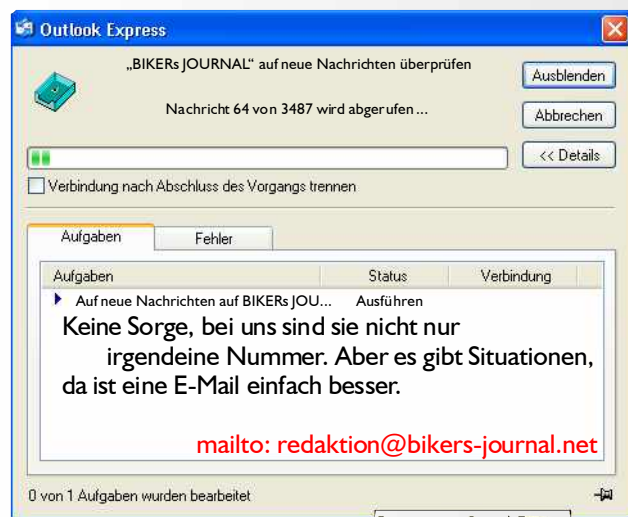 Outlook Express
„BIKERs JOURNAL“ auf neue Nachrichten überprüfen
Ausblenden
Nachricht 64 von 3487 wird abgerufen ...
Abbrechen
<< Details
Verbindung nach Abschluss des Vorgangs trennen
Aufgaben
Fehler
Aufgaben
Status
Verbindung
Auf neue Nachrichten auf BIKERs JOU...
Ausführen
Keine Sorge, bei uns sind sie nicht nur
irgendeine Nummer. Aber es gibt Situationen,
da ist eine E-Mail einfach besser.
mailto: redaktion@bikers-journal.net
0 von 1 Aufgaben wurden bearbeitet